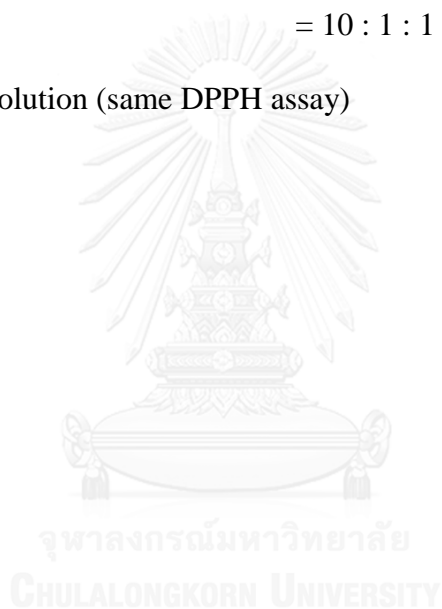 = 10 : 1 : 1
olution (same DPPH assay)
จุฬาลงกรณ์มหาวิทยาลัย
CHULALONGKORN UNIVERSITY